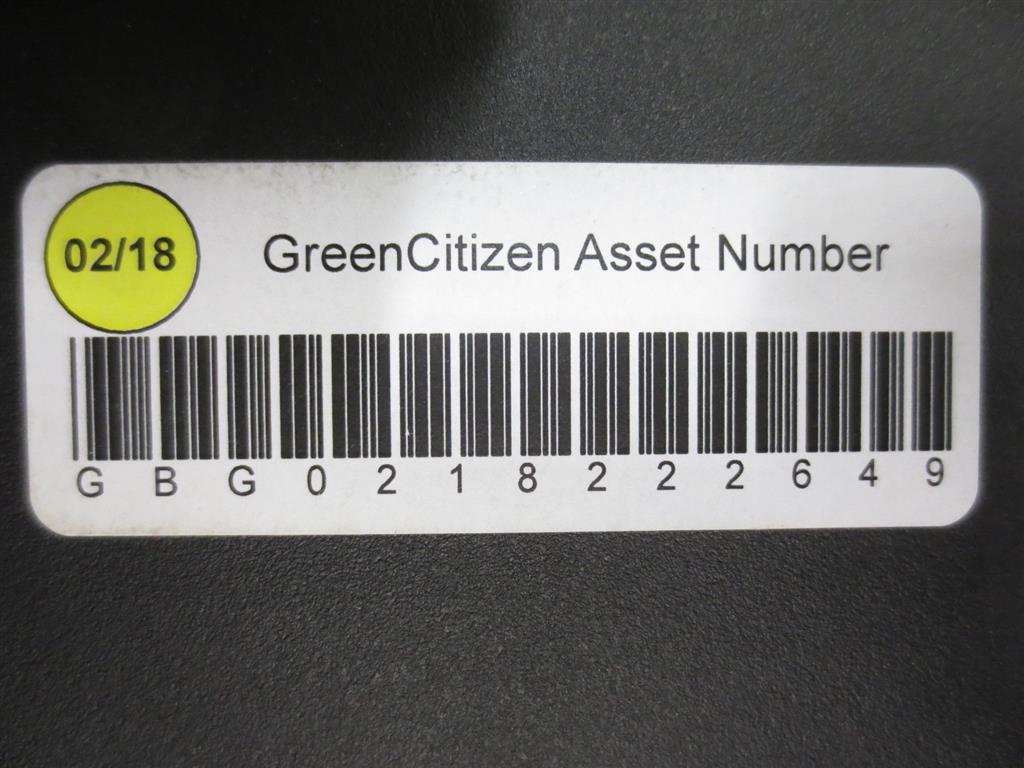 02/18
GreenCitizen Asset Number
G B G 0 2 1 8 2 2 2 6 4 9